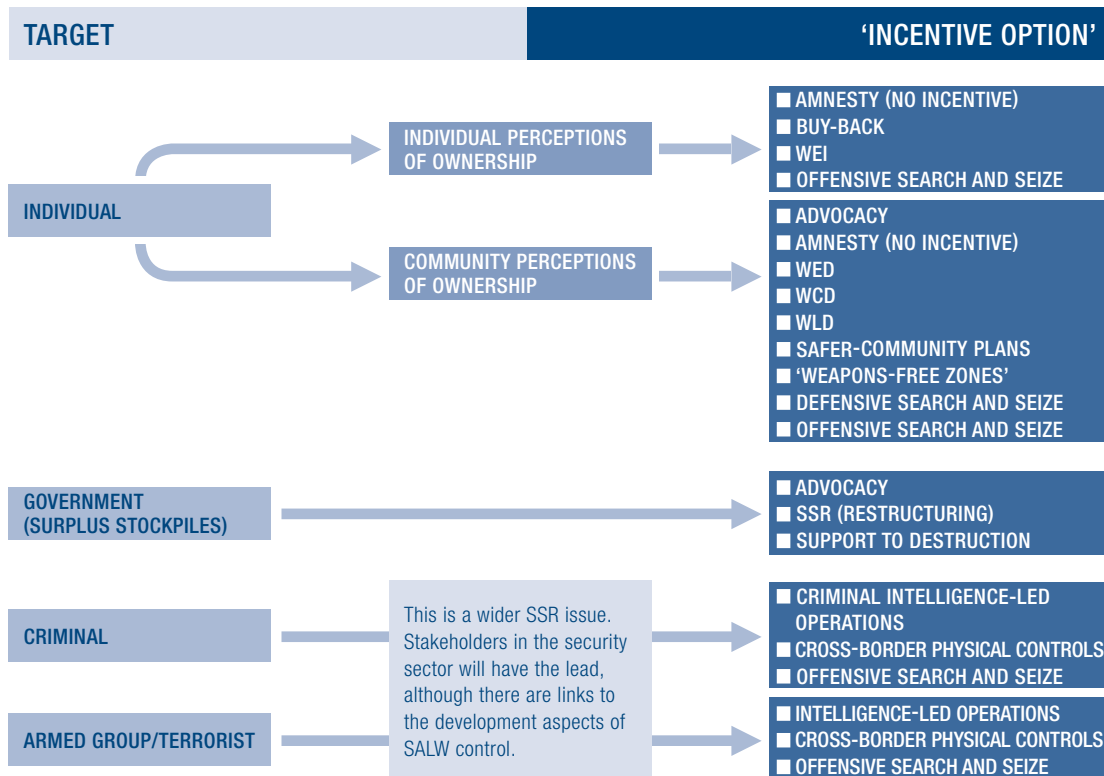 TARGET
‘INCENTIVE OPTION’
INDIVIDUAL
INDIVIDUAL PERCEPTIONS
OF OWNERSHIP
■ AMNESTY (NO INCENTIVE)
■ BUY-BACK
■ WEI
■ OFFENSIVE SEARCH AND SEIZE
COMMUNITY PERCEPTIONS
OF OWNERSHIP
■ ADVOCACY
■ AMNESTY (NO INCENTIVE)
■ WED
■ WCD
■ WLD
■ SAFER-COMMUNITY PLANS
■ ‘WEAPONS-FREE ZONES’
■ DEFENSIVE SEARCH AND SEIZE
■ OFFENSIVE SEARCH AND SEIZE
GOVERNMENT
(SURPLUS STOCKPILES)
■ ADVOCACY
■ SSR (RESTRUCTURING)
■ SUPPORT TO DESTRUCTION
CRIMINAL
This is a wider SSR issue.
Stakeholders in the security
sector will have the lead,
although there are links to
the development aspects of
SALW control.
■ CRIMINAL INTELLIGENCE-LED
OPERATIONS
■ CROSS-BORDER PHYSICAL CONTROLS
■ OFFENSIVE SEARCH AND SEIZE
ARMED GROUP/TERRORIST
■ INTELLIGENCE-LED OPERATIONS
■ CROSS-BORDER PHYSICAL CONTROLS
■ OFFENSIVE SEARCH AND SEIZE